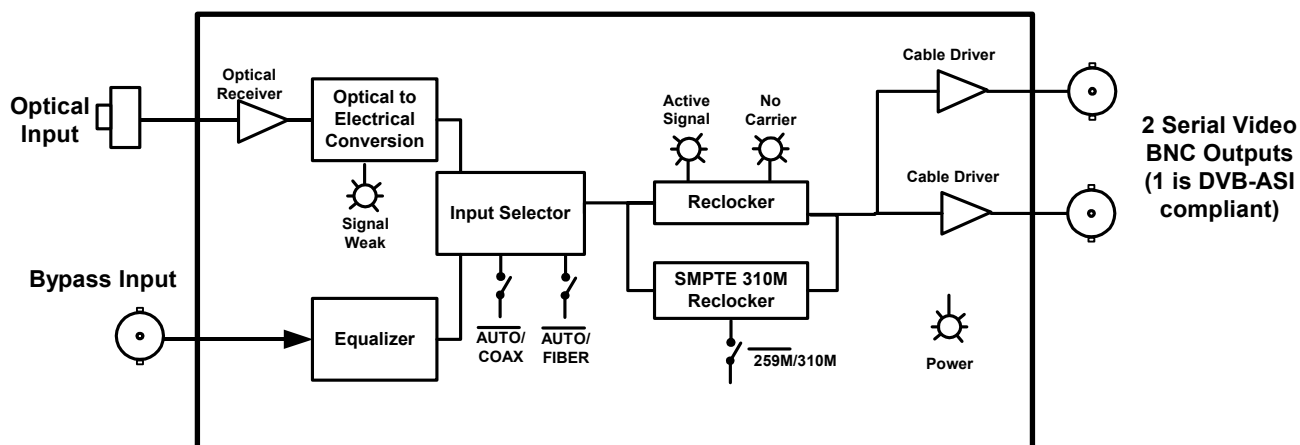 Optical
Input
Optical
Receiver
Optical to
Electrical
Conversion
Signal
Weak
Bypass Input
Equalizer
Input Selector
AUTO/
COAX
AUTO/
FIBER
Active
Signal
No
Carrier
Reclocker
SMPTE 310M
Reclocker
259M/310M
Cable Driver
Cable Driver
Power
2 Serial Video
BNC Outputs
(1 is DVB-ASI
compliant)